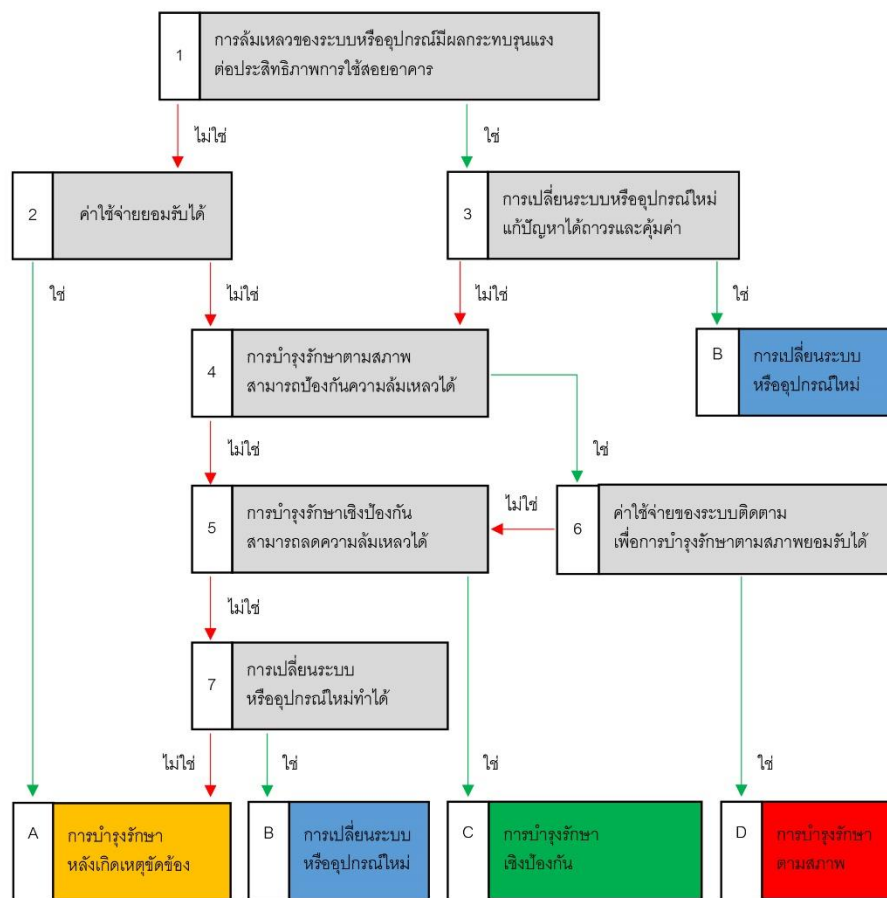 1
การล้มเหลวของระบบหรืออุปกรณ์มีผลกระทบรุนแรง
ต่อประสิทธิภาพการใช้สอยอาคาร
ไม่ใช่
ใช่
2
ค่าใช้จ่ายยอมรับได้
3
การเปลี่ยนระบบหรืออุปกรณ์ใหม่
แก้ปัญหาได้ถาวรและคุ้มค่า
ใช่
ไม่ใช่
ไม่ใช่
ใช่
4
การบำรุงรักษาตามสภาพ
สามารถป้องกันความล้มเหลวได้
B
การเปลี่ยนระบบ
หรืออุปกรณ์ใหม่
ไม่ใช่
ใช่
5
การบำรุงรักษาเชิงป้องกัน
สามารถลดความล้มเหลวได้
ไม่ใช่
6
ค่าใช้จ่ายของระบบติดตาม
เพื่อการบำรุงรักษาตามสภาพยอมรับได้
ไม่ใช่
7
การเปลี่ยนระบบ
หรืออุปกรณ์ใหม่ทำได้
ไม่ใช่
ใช่
ใช่
ใช่
A
การบำรุงรักษา
หลังเกิดเหตุขัดข้อง
B
การเปลี่ยนระบบ
หรืออุปกรณ์ใหม่
C
การบำรุงรักษา
เชิงป้องกัน
D
การบำรุงรักษา
ตามสภาพ